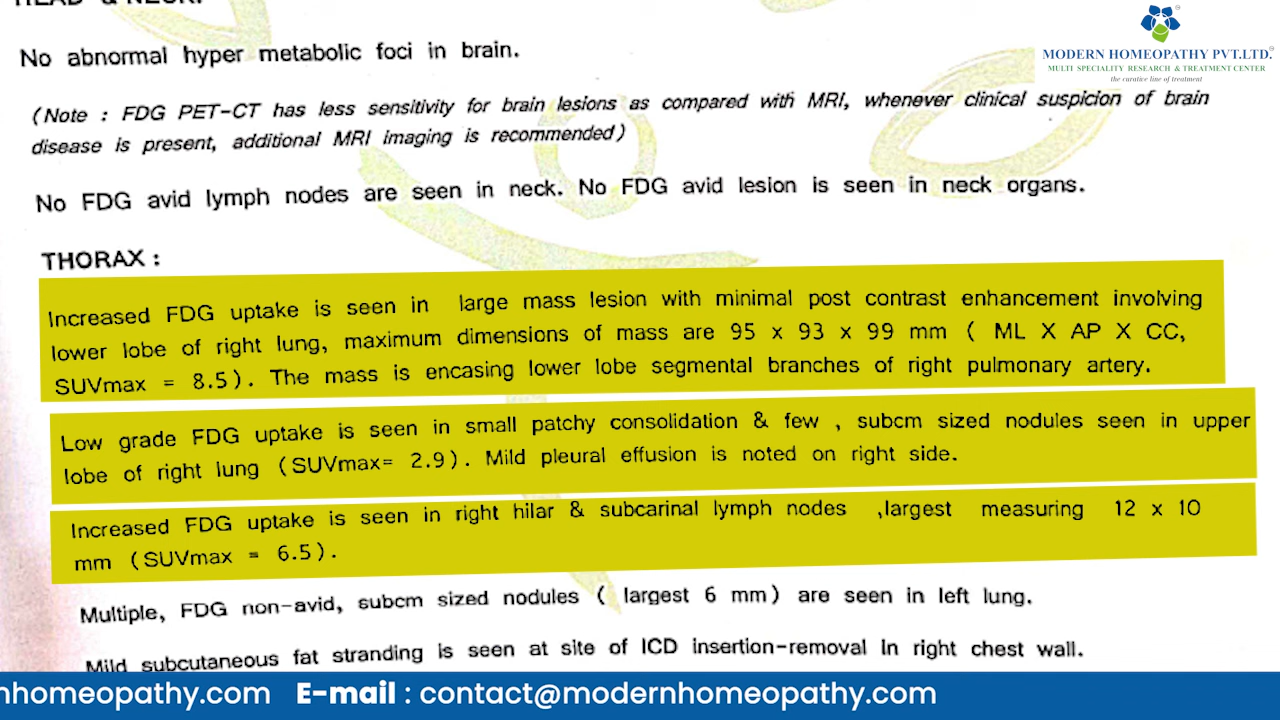 HEAD & NECK:
MODERN HOMEOPATHY PVT.LTD.
MULTI SPECIALITY RESEARCH & TREATMENT CENTER
the curative line of treatment
No abnormal hyper metabolic foci in brain.
(Note : FDG PET-CT has less sensitivity for brain lesions as compared with MRI, whenever clinical suspicion of brain
disease is present, additional MRI imaging is recommended)
No FDG avid lymph nodes are seen in neck. No FDG avid lesion is seen in neck organs.
THORAX :
Increased FDG uptake is seen in large mass lesion with minimal post contrast enhancement involving
lower lobe of right lung, maximum dimensions of mass are 95 x 93 x 99 mm ( ML X AP X CC,
SUVmax = 8.5). The mass is encasing lower lobe segmental branches of right pulmonary artery.
Low grade FDG uptake is seen in small patchy consolidation & few , subcm sized nodules seen in upper
lobe of right lung (SUVmax= 2.9). Mild pleural effusion is noted on right side.
Increased FDG uptake is seen in right hilar & subcarinal lymph nodes ,largest measuring 12 x 10
mm (SUVmax = 6.5).
Multiple, FDG non-avid, subcm sized nodules ( largest 6 mm) are seen in left lung.
Mild subcutaneous fat stranding is seen at site of ICD insertion-removal In right chest wall.
nhomeopathy.com E-mail : contact@modernhomeopathy.com